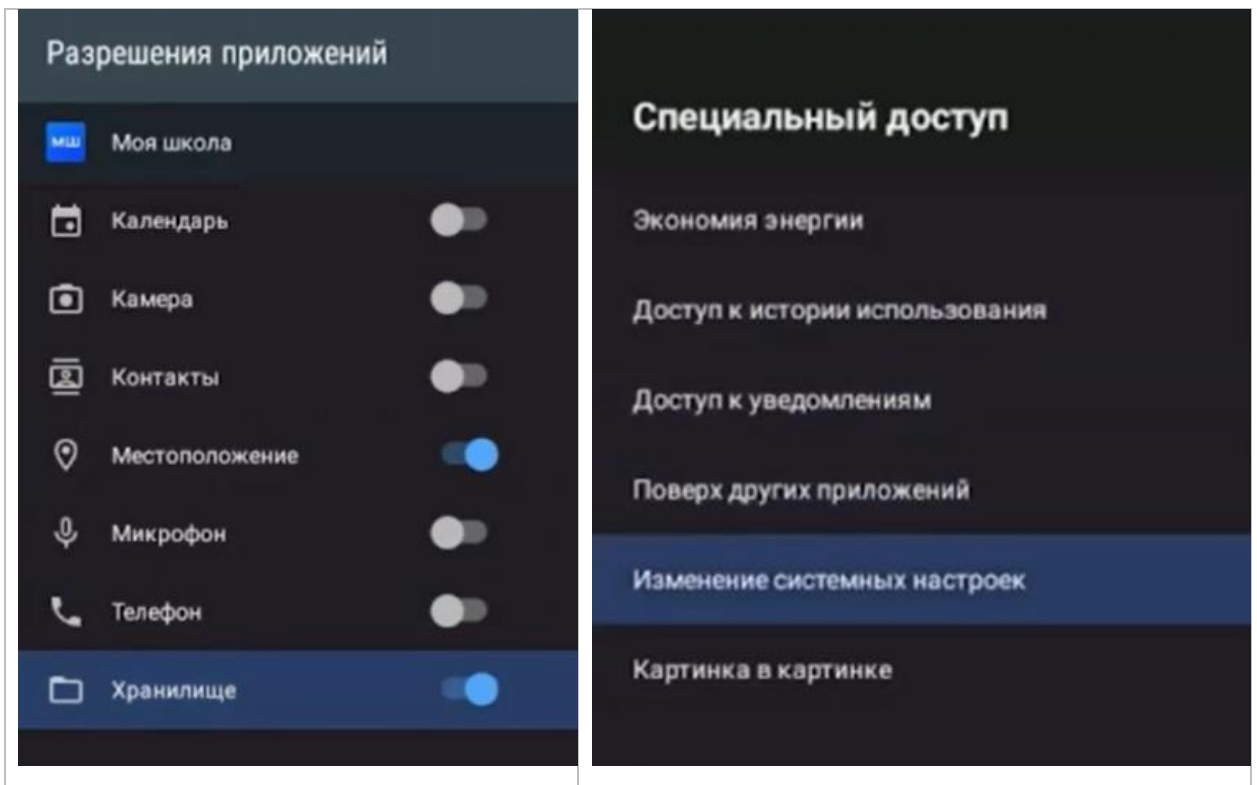 Разрешения приложений
МШ
Моя школа
Календарь
Камера
Контакты
Местоположение
Микрофон
Телефон
Хранилище
Специальный доступ
Экономия энергии
Доступ к истории использования
Доступ к уведомлениям
Поверх других приложений
Изменение системных настроек
Картинка в картинке